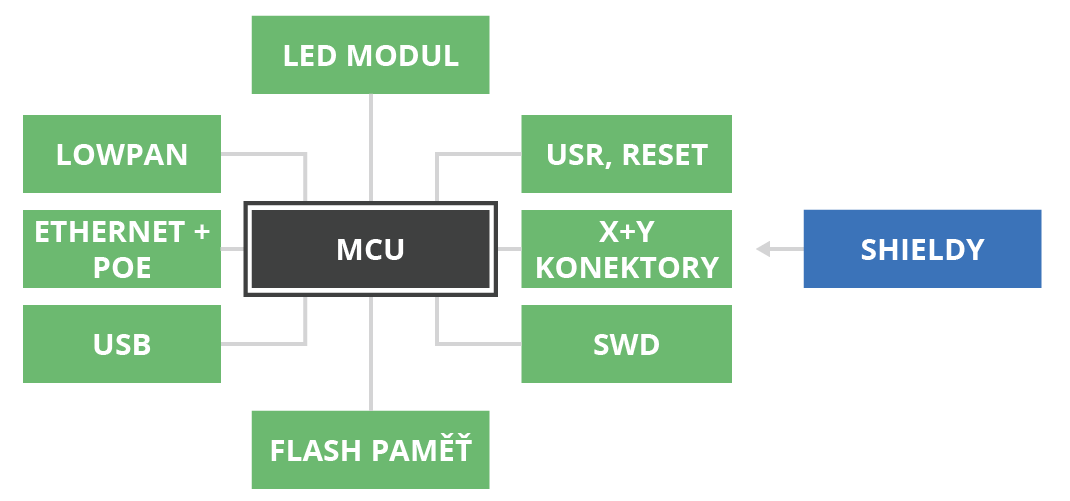 LED MODUL
LOWPAN
USR, RESET
ETHERNET +
POE
MCU
X+Y
KONEKTORY
SHIELDY
USB
SWD
FLASH PAMĚŤ